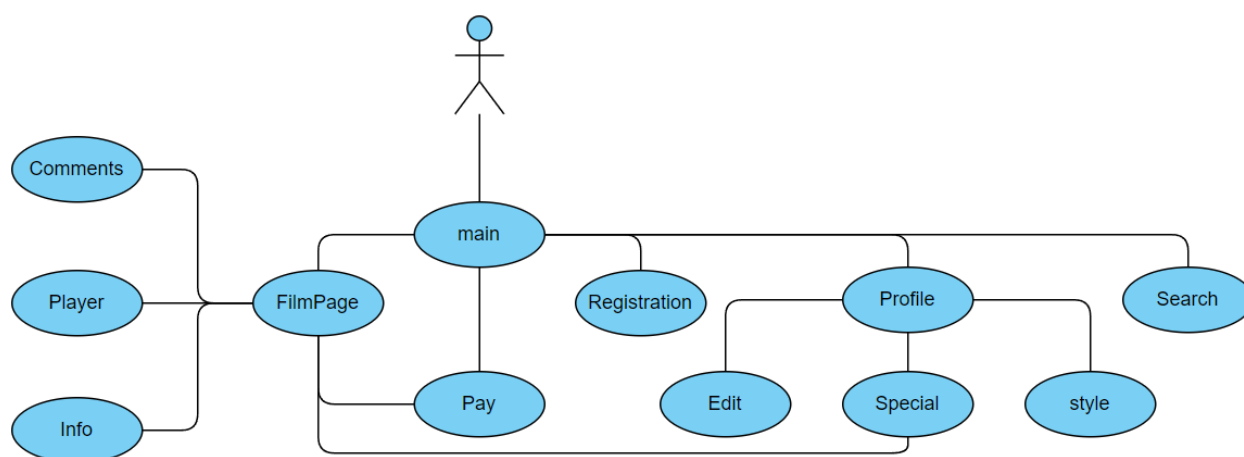 Comments
main
Player
FilmPage
Registration
Profile
Search
Info
Pay
Edit
Special
style